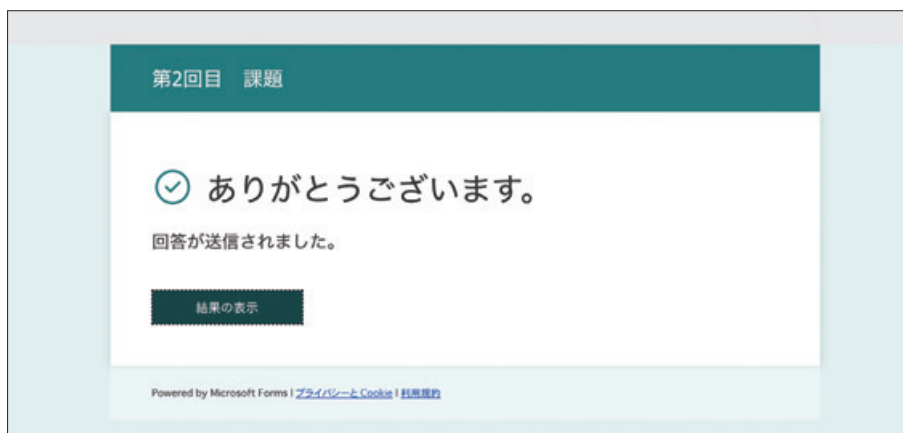 第2回目　課題
ありがとうございます。
回答が送信されました。
結果の表示
Powered by Microsoft Forms | プライバシーと Cookie | 利用規約